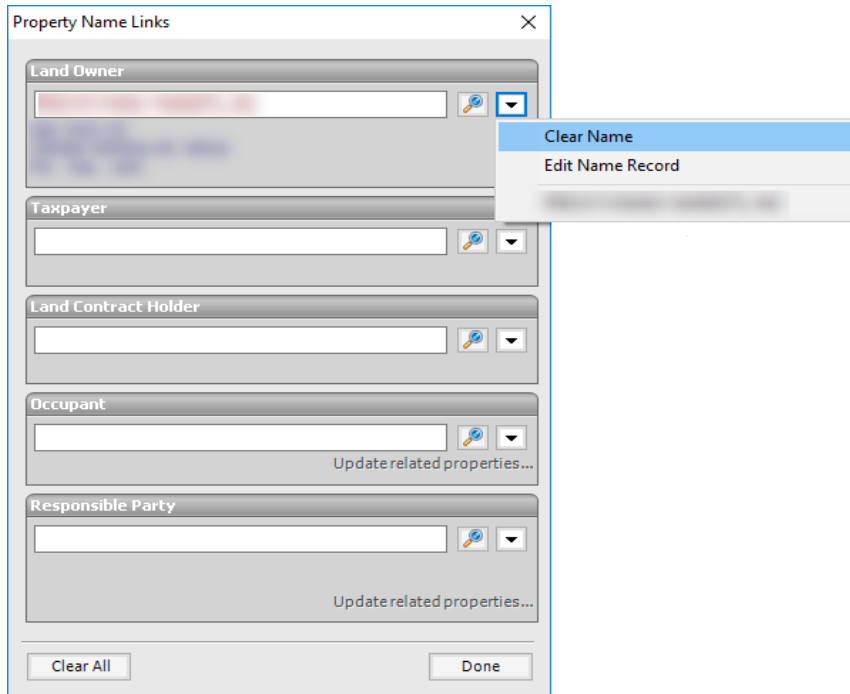 Property Name Links
Land Owner
Clear Name
Edit Name Record
Taxpayer
Land Contract Holder
Occupant
Update related properties...
Responsible Party
Update related properties...
Clear All
Done